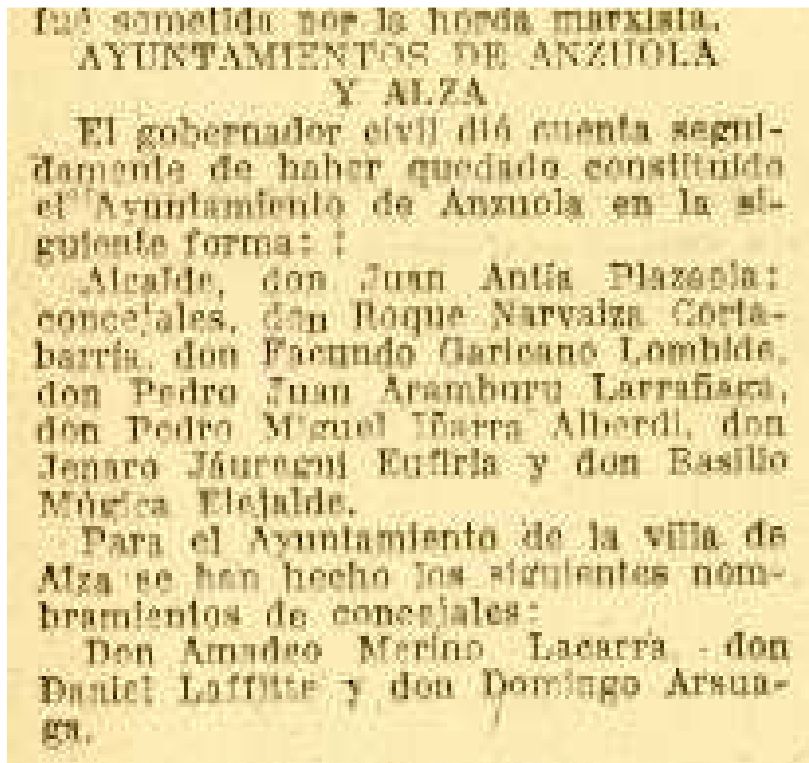 fué sometida por la horda marxista.
AYUNTAMIENTOS DE ANZUOLA
Y ALZA
El gobernador civil dió cuenta segui-
damente de haber quedado constituído
el Ayuntamiento de Anzuola en la si-
guiente forma: :
Alcalde, don Juan Antía Plazaola;
concejales, don Roque Narvaiza Corta-
barría, don Facundo Garicano Lombide,
don Pedro Juan Aramburu Larrañaga,
don Pedro Miguel Iñarra Alberdi, don
Jenaro Jáuregui y don Basilio
Múgica Elejalde.
Para el Ayuntamiento de la villa de
Alza se han hecho los siguientes nom-
bramientos de concejales:
Don Amadeo Merino Lacarra, don
Daniel Laffitte y don Domingo Arsua-
ga.